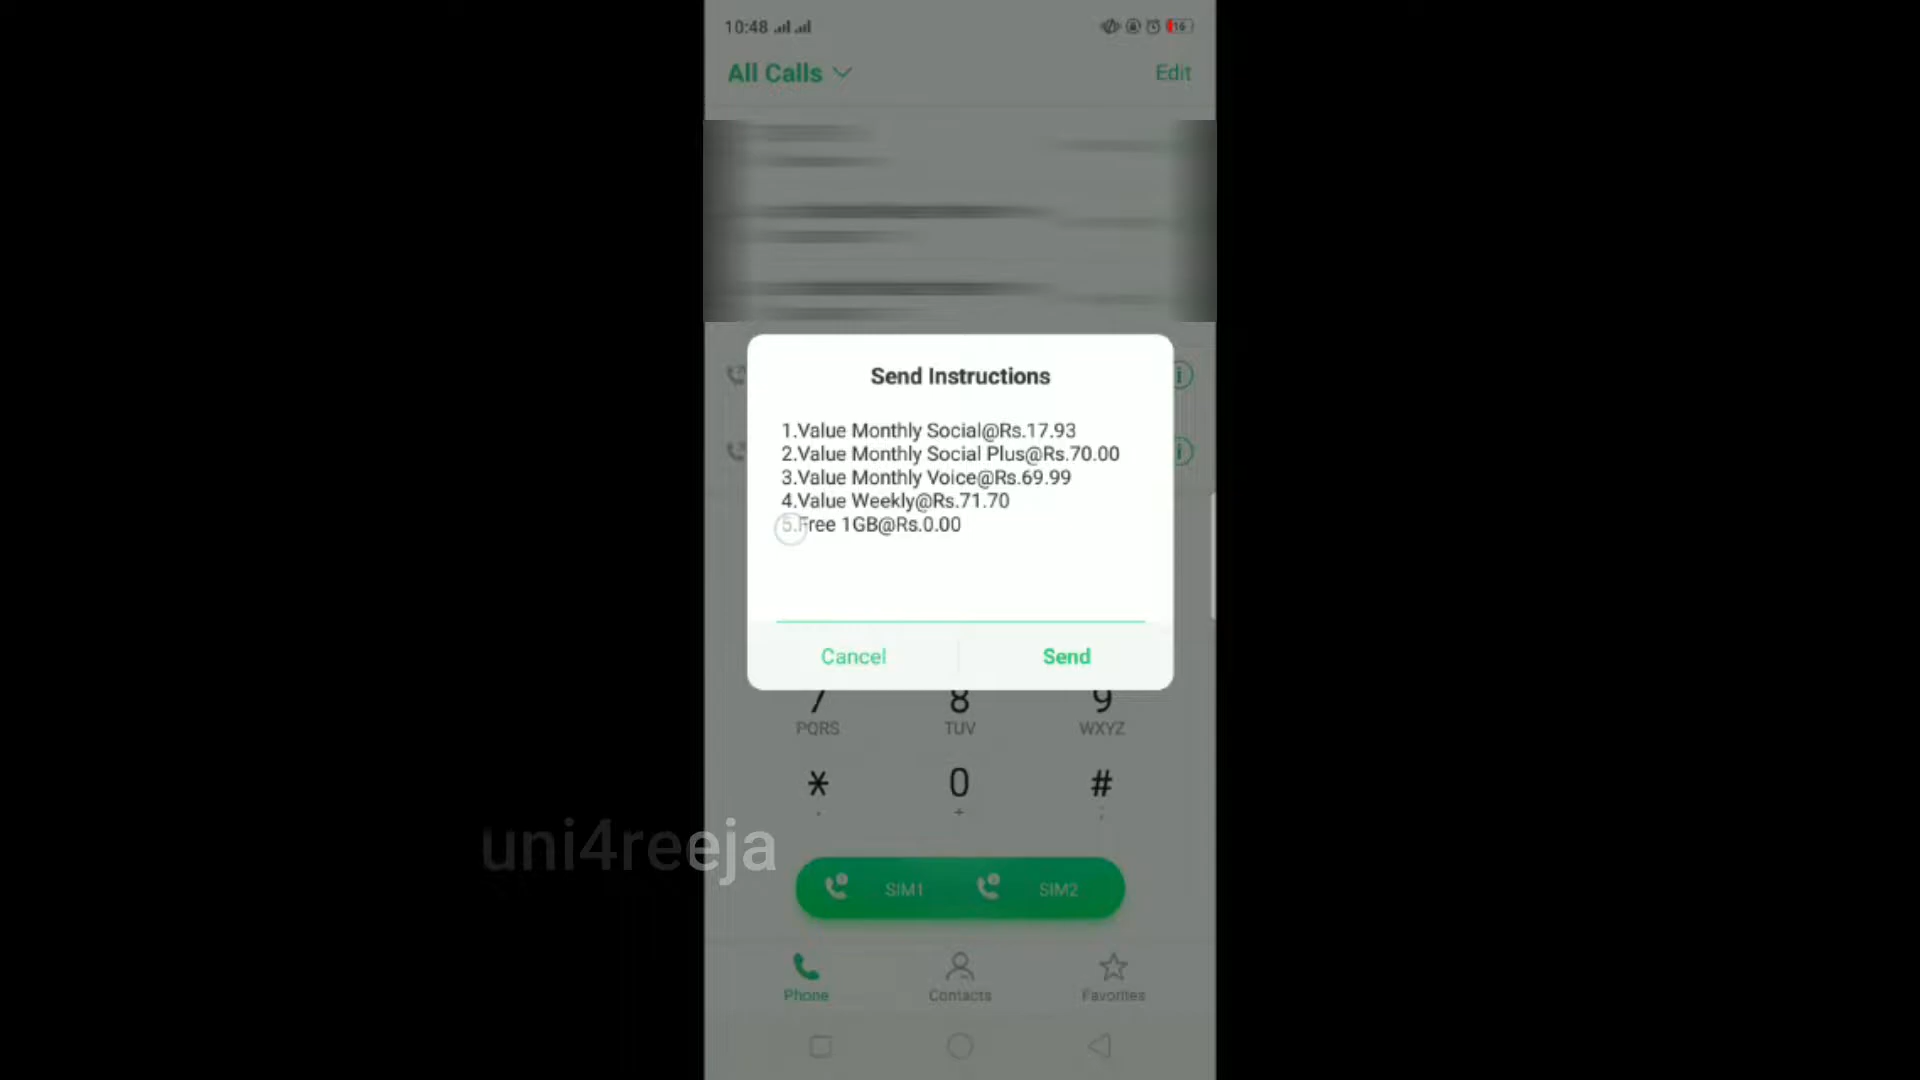 10:48
16
All Calls
Edit
Send Instructions
1.Value Monthly Social@Rs.17.93
2.Value Monthly Social Plus@Rs.70.00
3.Value Monthly Voice@Rs.69.99
4.Value Weekly@Rs.71.70
5.Free 1GB@Rs.0.00
Cancel
Send
7 8 9
PQRS TUV WXYZ
* 0 #
+ ;
uni4reeja
SIM1 SIM2
Phone Contacts Favorites